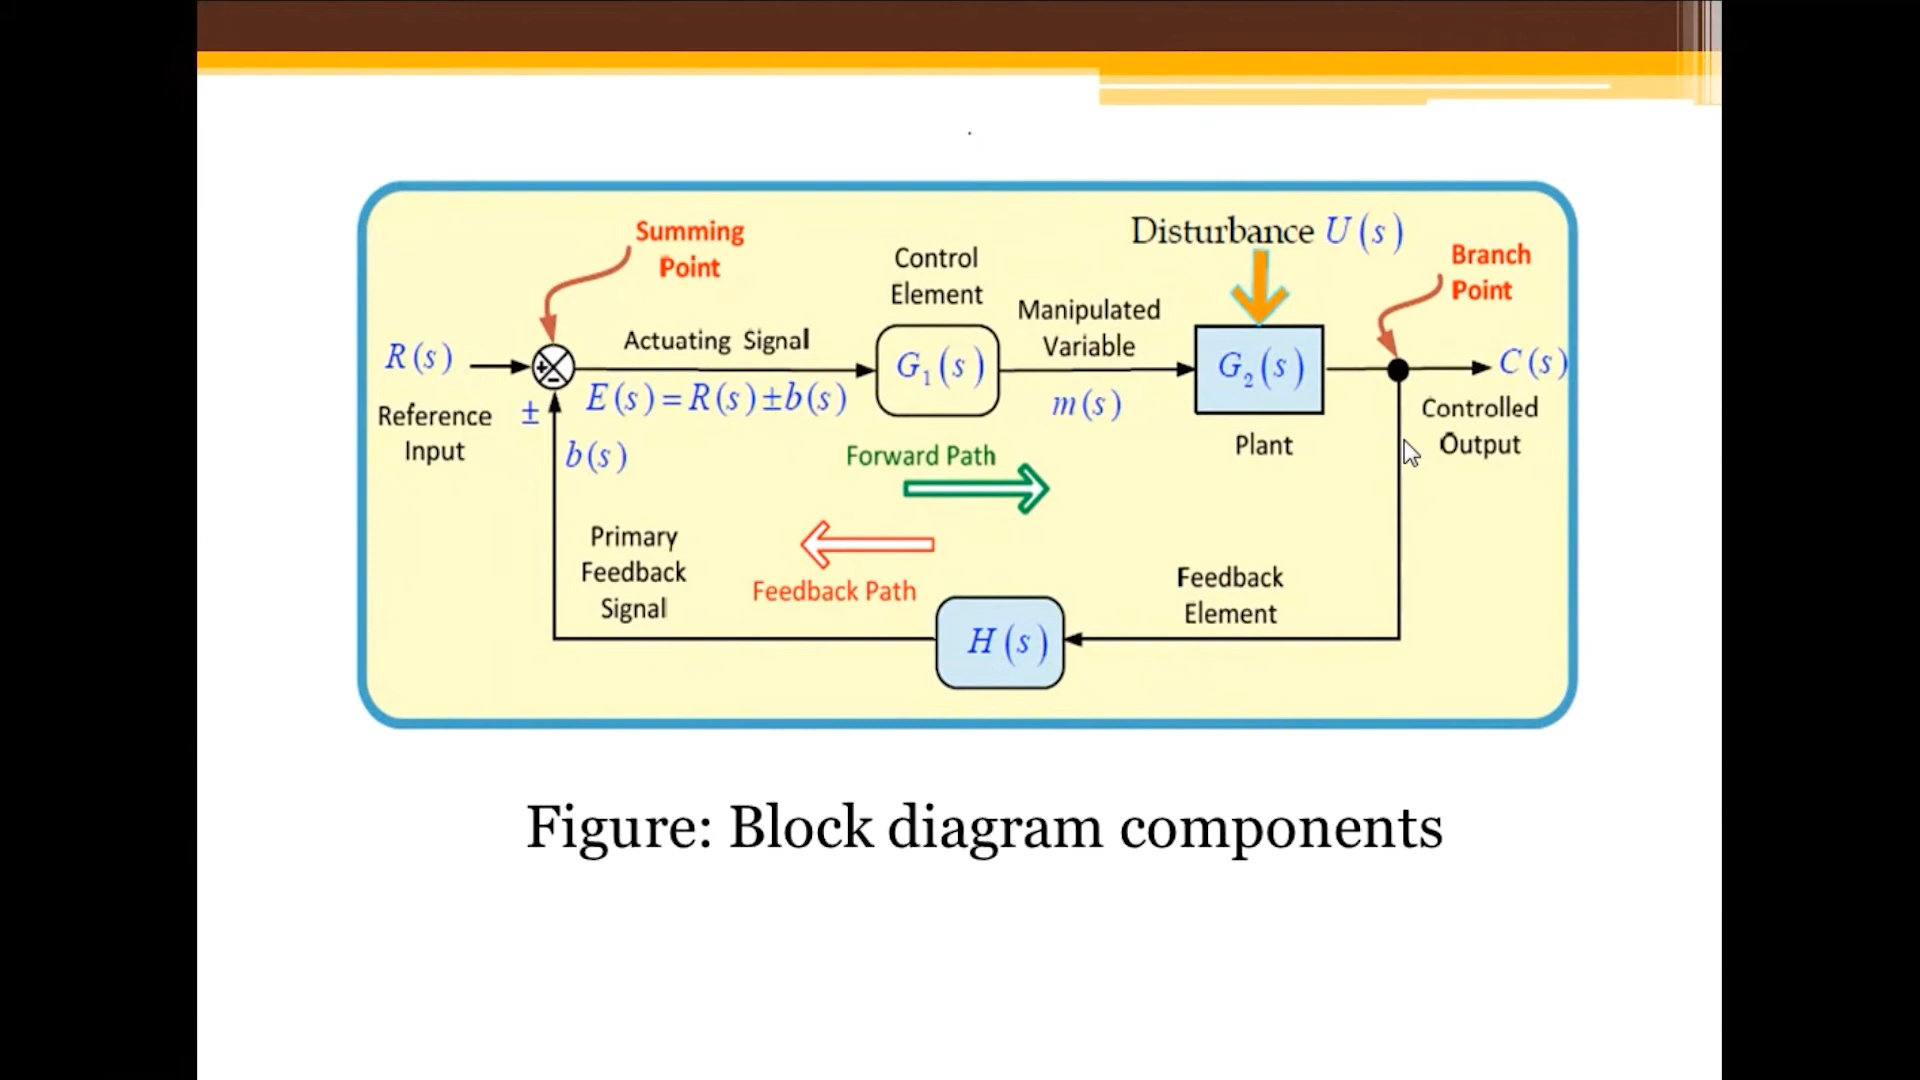 Summing
Point
Disturbance U(s)
Branch
Point
Control
Element
Manipulated
Variable
Actuating Signal
R(s)
G₁(s)
G₂(s)
C(s)
+
-
±
E(s)=R(s)±b(s)
m(s)
Reference
Input
Controlled
Output
Plant
b(s)
Forward Path
Primary
Feedback
Signal
Feedback Path
Feedback
Element
H(s)
Figure: Block diagram components